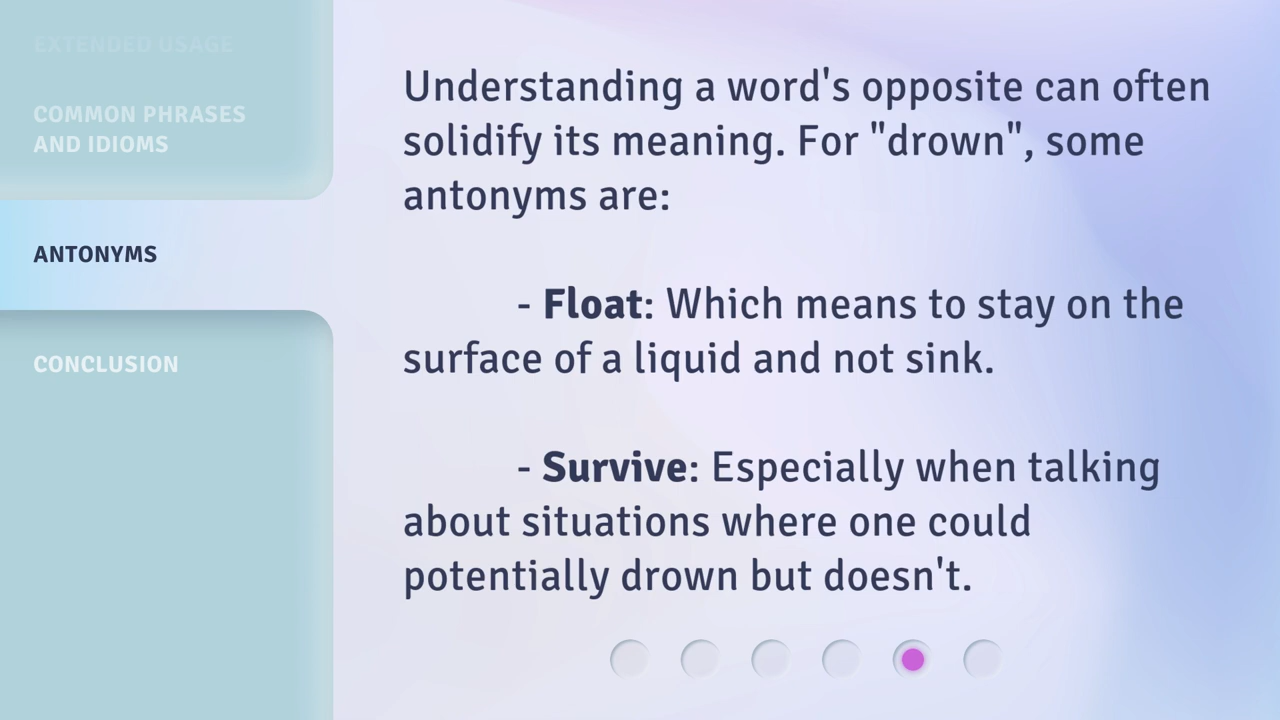 EXTENDED USAGE
COMMON PHRASES
AND IDIOMS
ANTONYMS
CONCLUSION
Understanding a word's opposite can often
solidify its meaning. For "drown", some
antonyms are:
- Float: Which means to stay on the
surface of a liquid and not sink.
- Survive: Especially when talking
about situations where one could
potentially drown but doesn't.